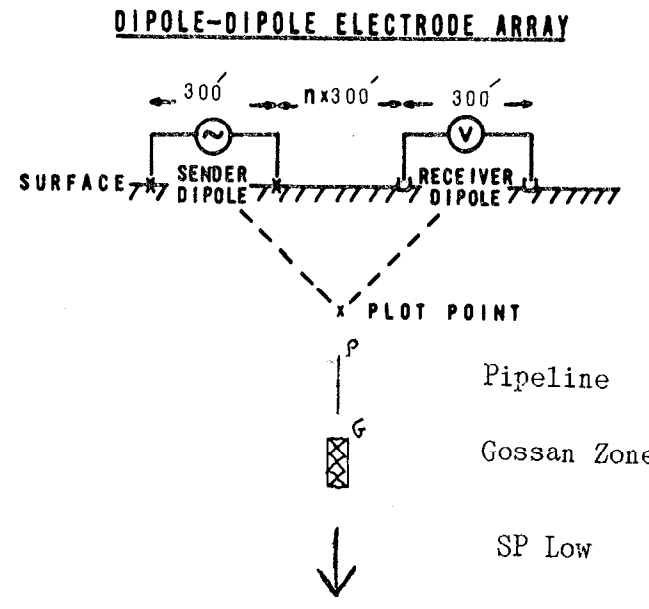 DIPOLE-DIPOLE ELECTRODE ARRAY
300′ n×300′ 300′
~ V
SURFACE SENDER DIPOLE RECEIVER DIPOLE
x PLOT POINT
P
Pipeline
G
Gossan Zone
SP Low